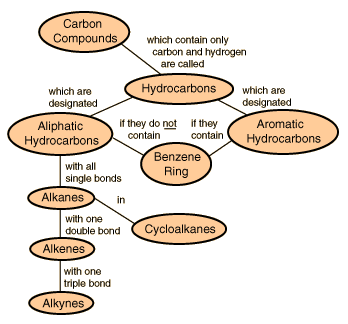 Carbon
Compounds
which contain only
carbon and hydrogen
are called
Hydrocarbons
which are
designated
which are
designated
Aliphatic
Hydrocarbons
if they do not
contain
if they
contain
Aromatic
Hydrocarbons
Benzene
Ring
with all
single bonds
Alkanes
in
Cycloalkanes
with one
double bond
Alkenes
with one
triple bond
Alkynes